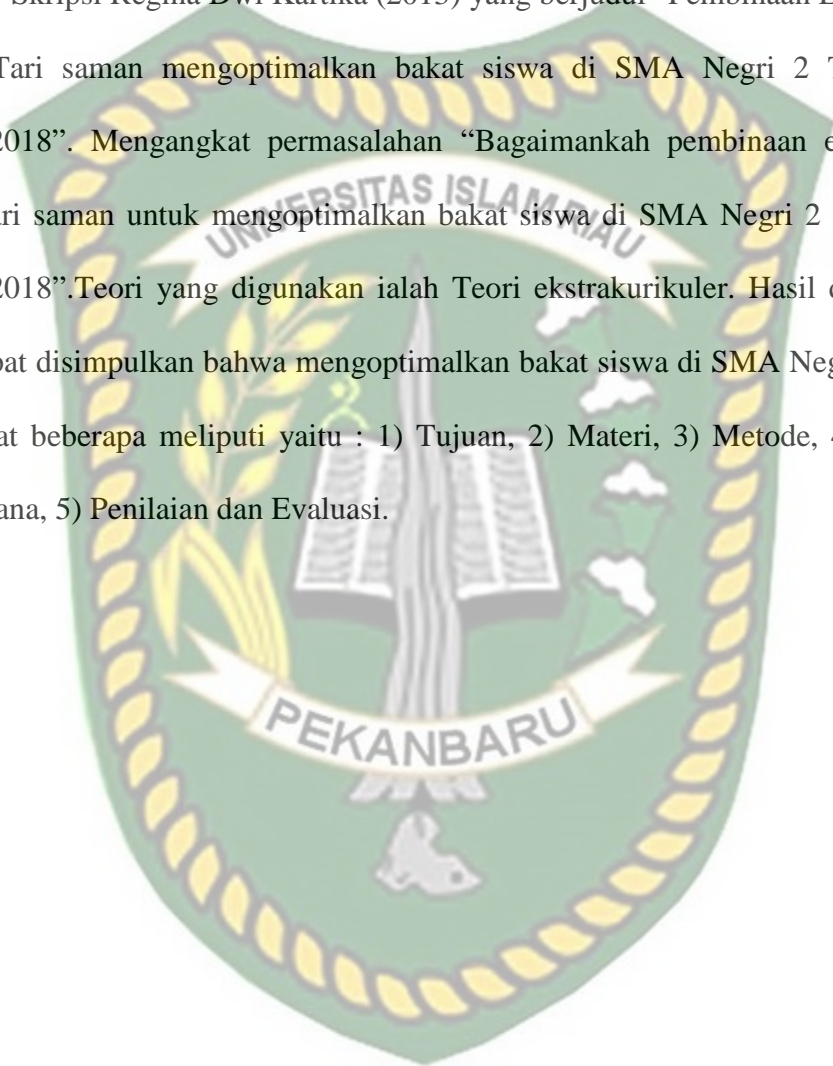 Skripsi Regina Dwi Kartika (2015) yang berjudul "Pembinaan
Tari saman mengoptimalkan bakat siswa di SMA Negri 2
2018". Mengangkat permasalahan "Bagaimankah pembinaan
ri saman untuk mengoptimalkan bakat siswa di SMA Negri 2
2018".Teori yang digunakan ialah Teori ekstrakurikuler. Hasil
pat disimpulkan bahwa mengoptimalkan bakat siswa di SMA Neg
at beberapa meliputi yaitu : 1) Tujuan, 2) Materi, 3) Metode, 4
ana, 5) Penilaian dan Evaluasi.
UNIVERSITAS ISLAM RIAU
PEKANBARU